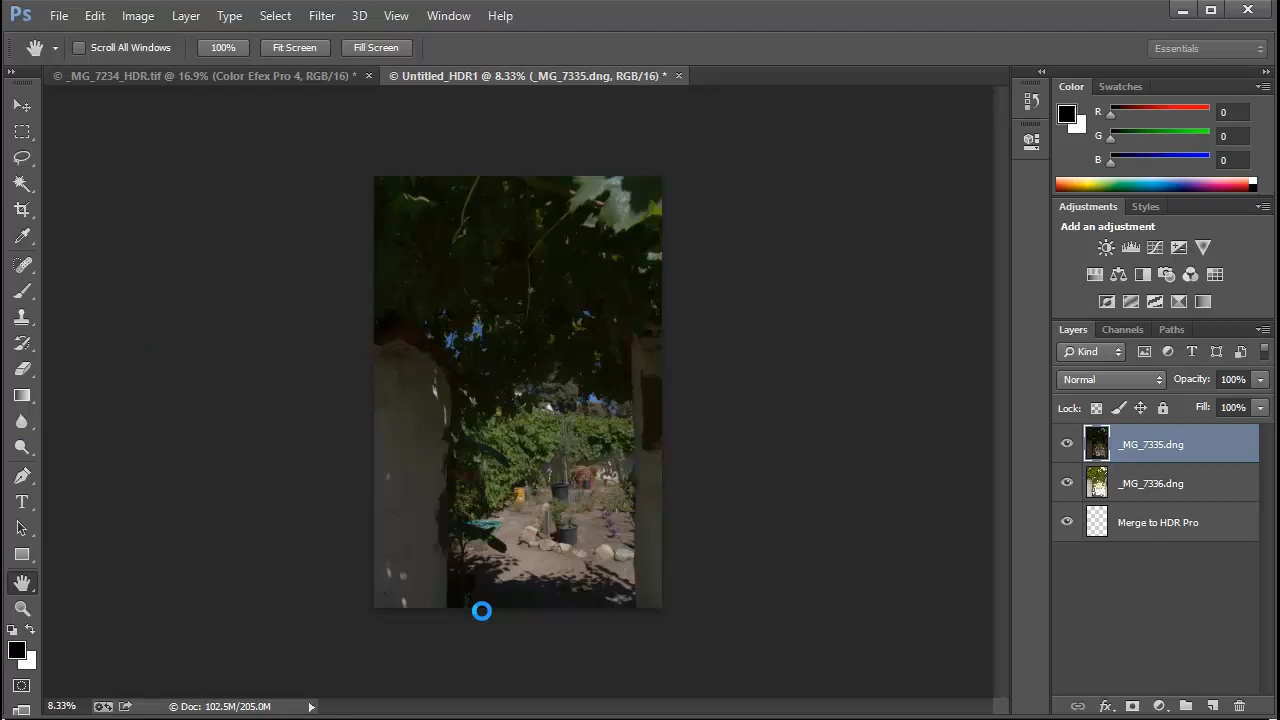 Ps File Edit Image Layer Type Select Filter 3D View Window Help
Scroll All Windows 100% Fit Screen Fill Screen Essentials
© _MG_7234_HDR.tif @ 16.9% (Color Efex Pro 4, RGB/16) * × © Untitled_HDR1 @ 8.33% (_MG_7335.dng, RGB/16) * ×
Color Swatches
R 0
G 0
B 0
Adjustments Styles
Add an adjustment
Layers Channels Paths
Kind
Normal Opacity: 100%
Lock: Fill: 100%
_MG_7335.dng
_MG_7336.dng
Merge to HDR Pro
8.33% © Doc: 102.5M/205.0M